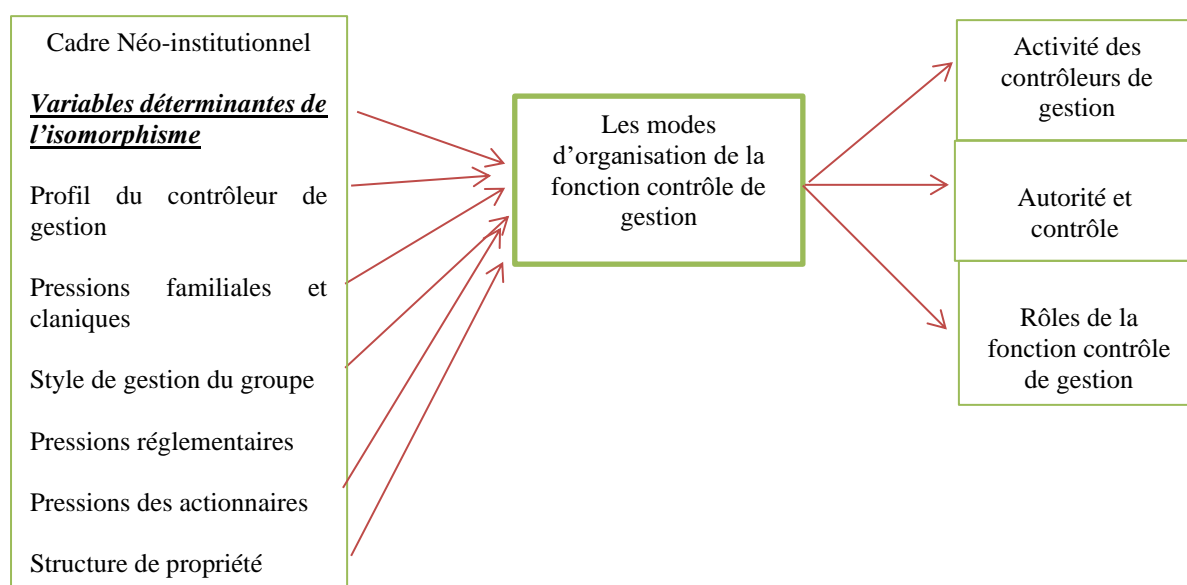 Cadre Néo-institutionnel
Variables déterminantes de
l’isomorphisme
Profil du contrôleur de
gestion
Pressions familiales et
claniques
Style de gestion du groupe
Pressions réglementaires
Pressions des actionnaires
Structure de propriété
Les modes
d’organisation de la
fonction contrôle de
gestion
Activité des
contrôleurs de
gestion
Autorité et
contrôle
Rôles de la
fonction contrôle
de gestion